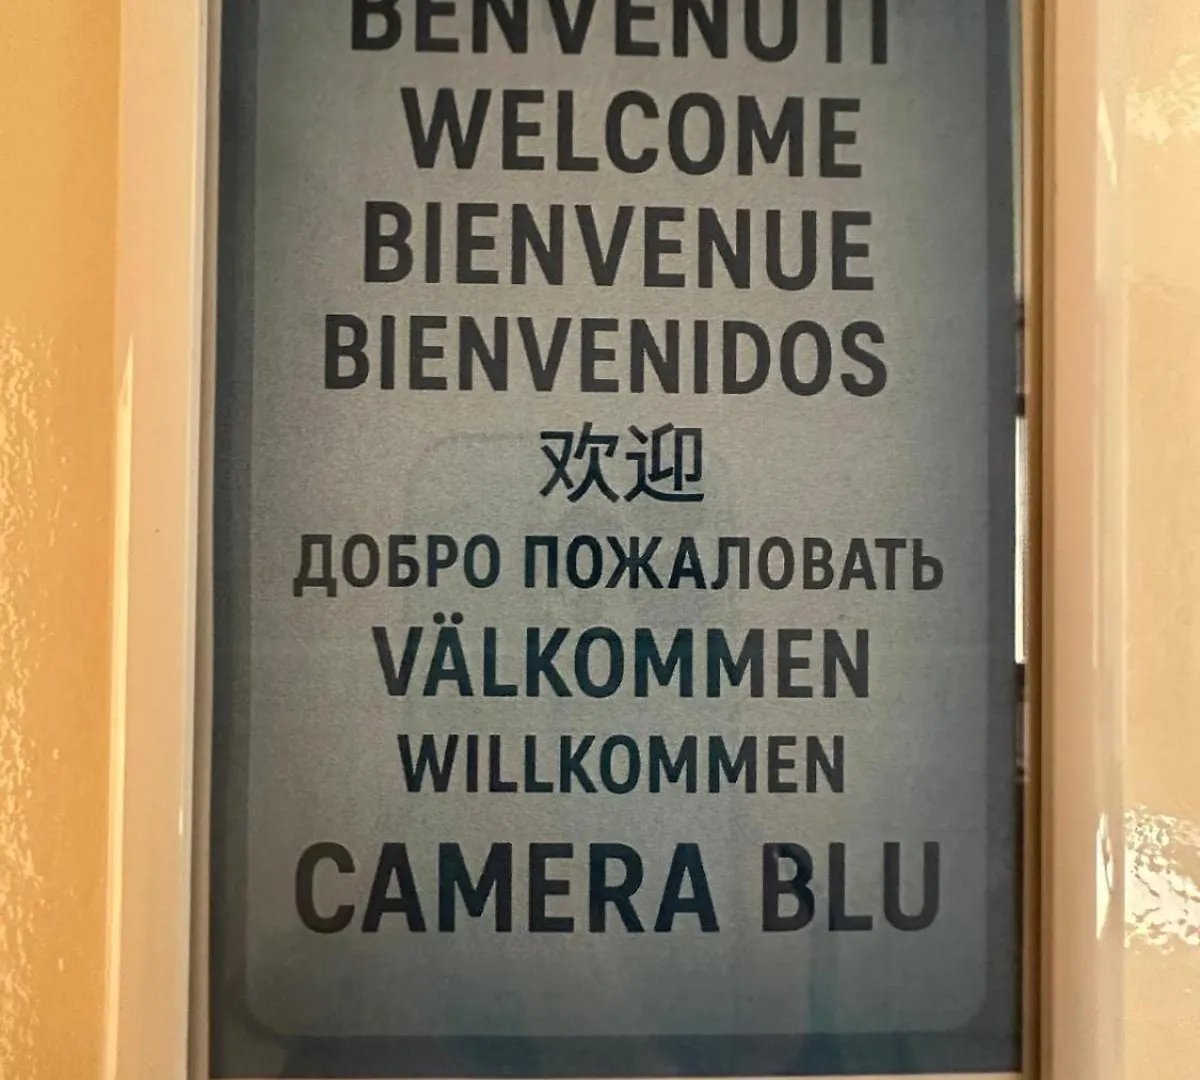 BENVENUTI
WELCOME
BIENVENUE
BIENVENIDOS
欢迎
ДОБРО ПОЖАЛОВАТЬ
VÄLKOMMEN
WILLKOMMEN
CAMERA BLU